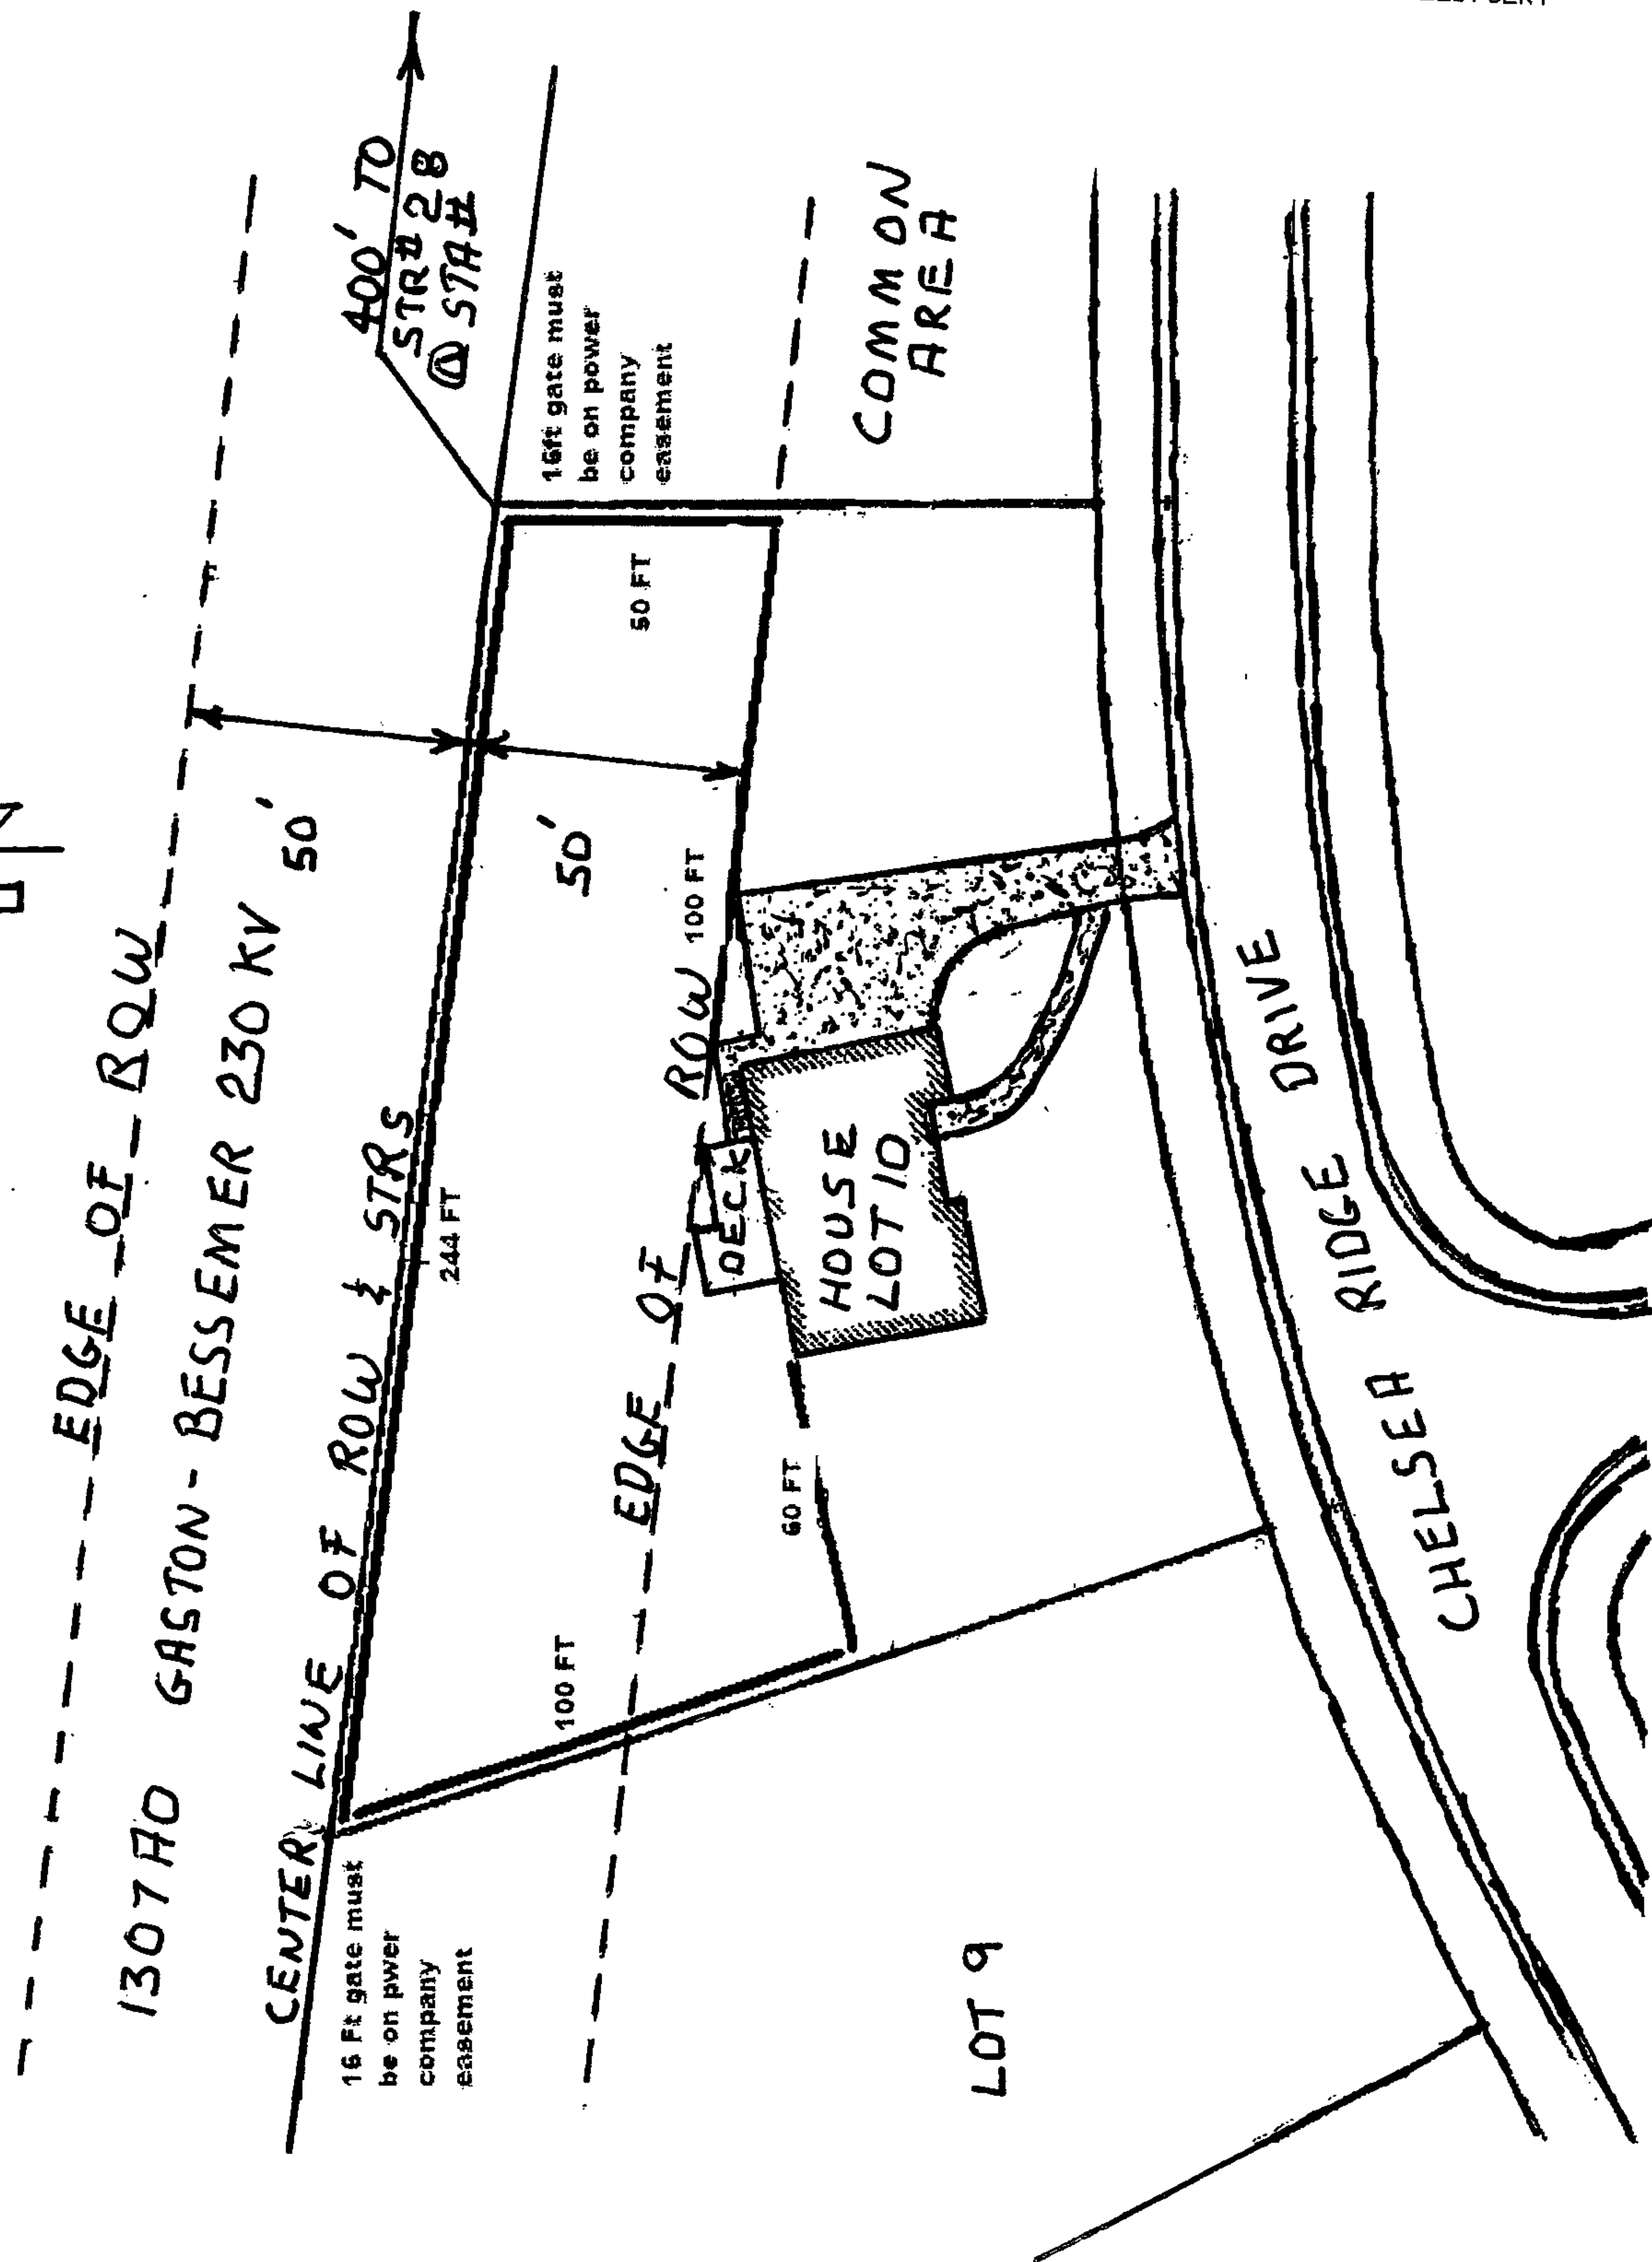 EDGE OF ROW
1307A0 GASTON - BESSEMER 230 KV 50'
400' TO
STR# 28
STA#
CENTER LINE OF ROW & STRs
244 FT
16 Ft gate must
be on pwer
company
easement
16ft gate must
be on power
company
easement
50'
50 FT
100 FT
EDGE OF ROW 100 FT
COMMON
AREA
DECK
60 FT
HOUSE
LOT 10
LOT 9
CHELSEA RIDGE DRIVE